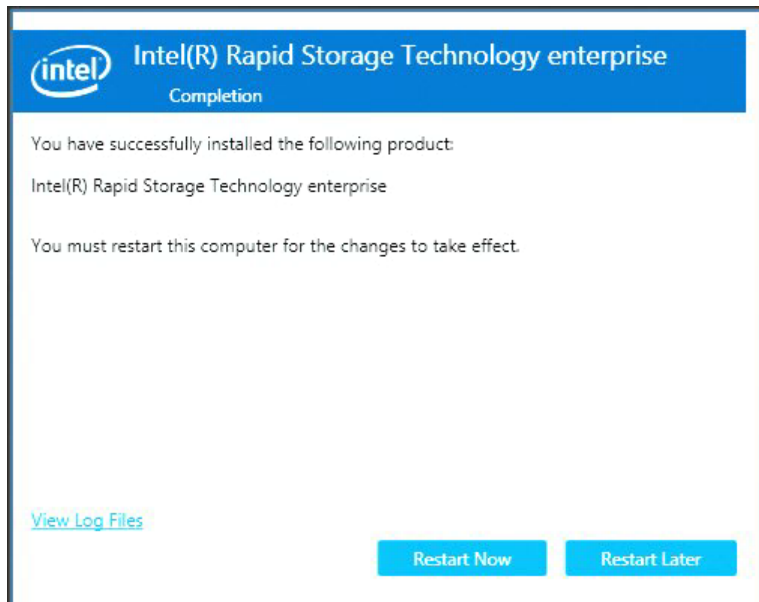 intel
Intel(R) Rapid Storage Technology enterprise
Completion
You have successfully installed the following product:
Intel(R) Rapid Storage Technology enterprise
You must restart this computer for the changes to take effect.
View Log Files
Restart Now Restart Later